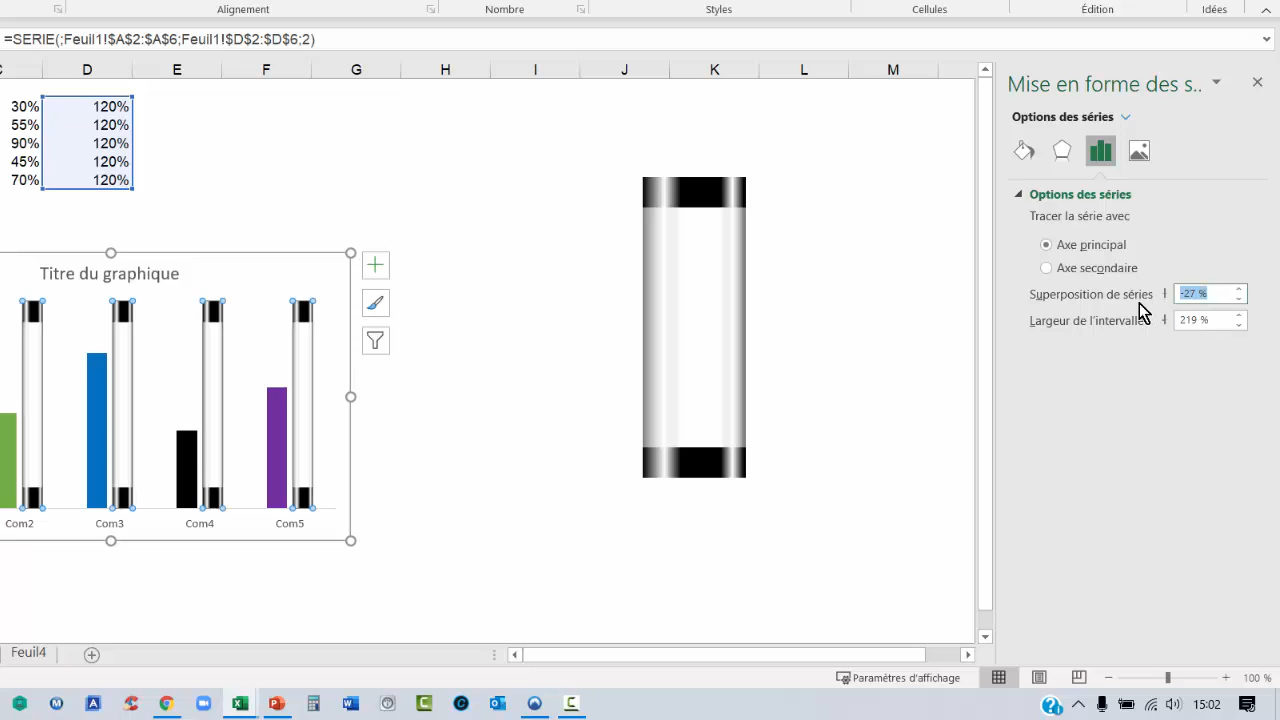 Alignement Nombre Styles Cellules Édition Idées
=SERIE(;Feuil1!$A$2:$A$6;Feuil1!$D$2:$D$6;2)
C D E F G H I J K L M
30% 120%
55% 120%
90% 120%
45% 120%
70% 120%
Titre du graphique
Com2 Com3 Com4 Com5
Mise en forme des s..
Options des séries
Options des séries
Tracer la série avec
Axe principal
Axe secondaire
Superposition de séries -27 %
Largeur de l'intervalle 219 %
Feuil4
Paramètres d'affichage 100 %
15:02